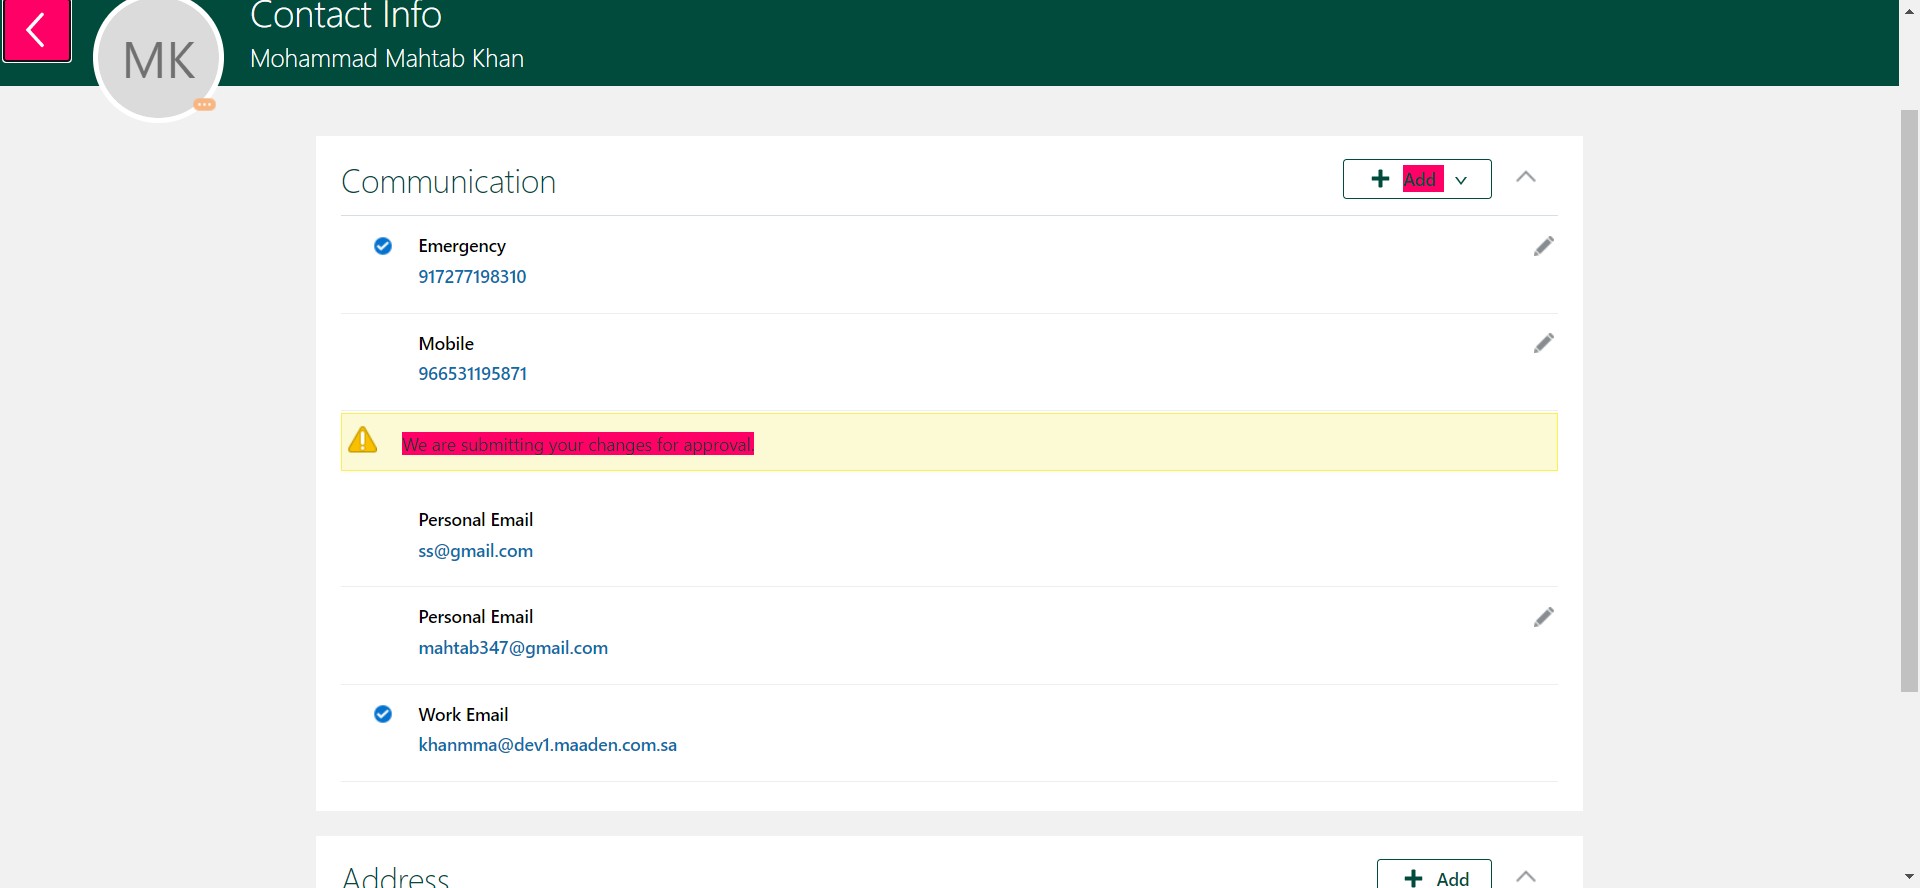 Contact Info
MK
Mohammad Mahtab Khan
Communication
Add
Emergency
917277198310
Mobile
966531195871
We are submitting your changes for approval.
Personal Email
ss@gmail.com
Personal Email
mahtab347@gmail.com
Work Email
khanmma@dev1.maaden.com.sa
Address
Add